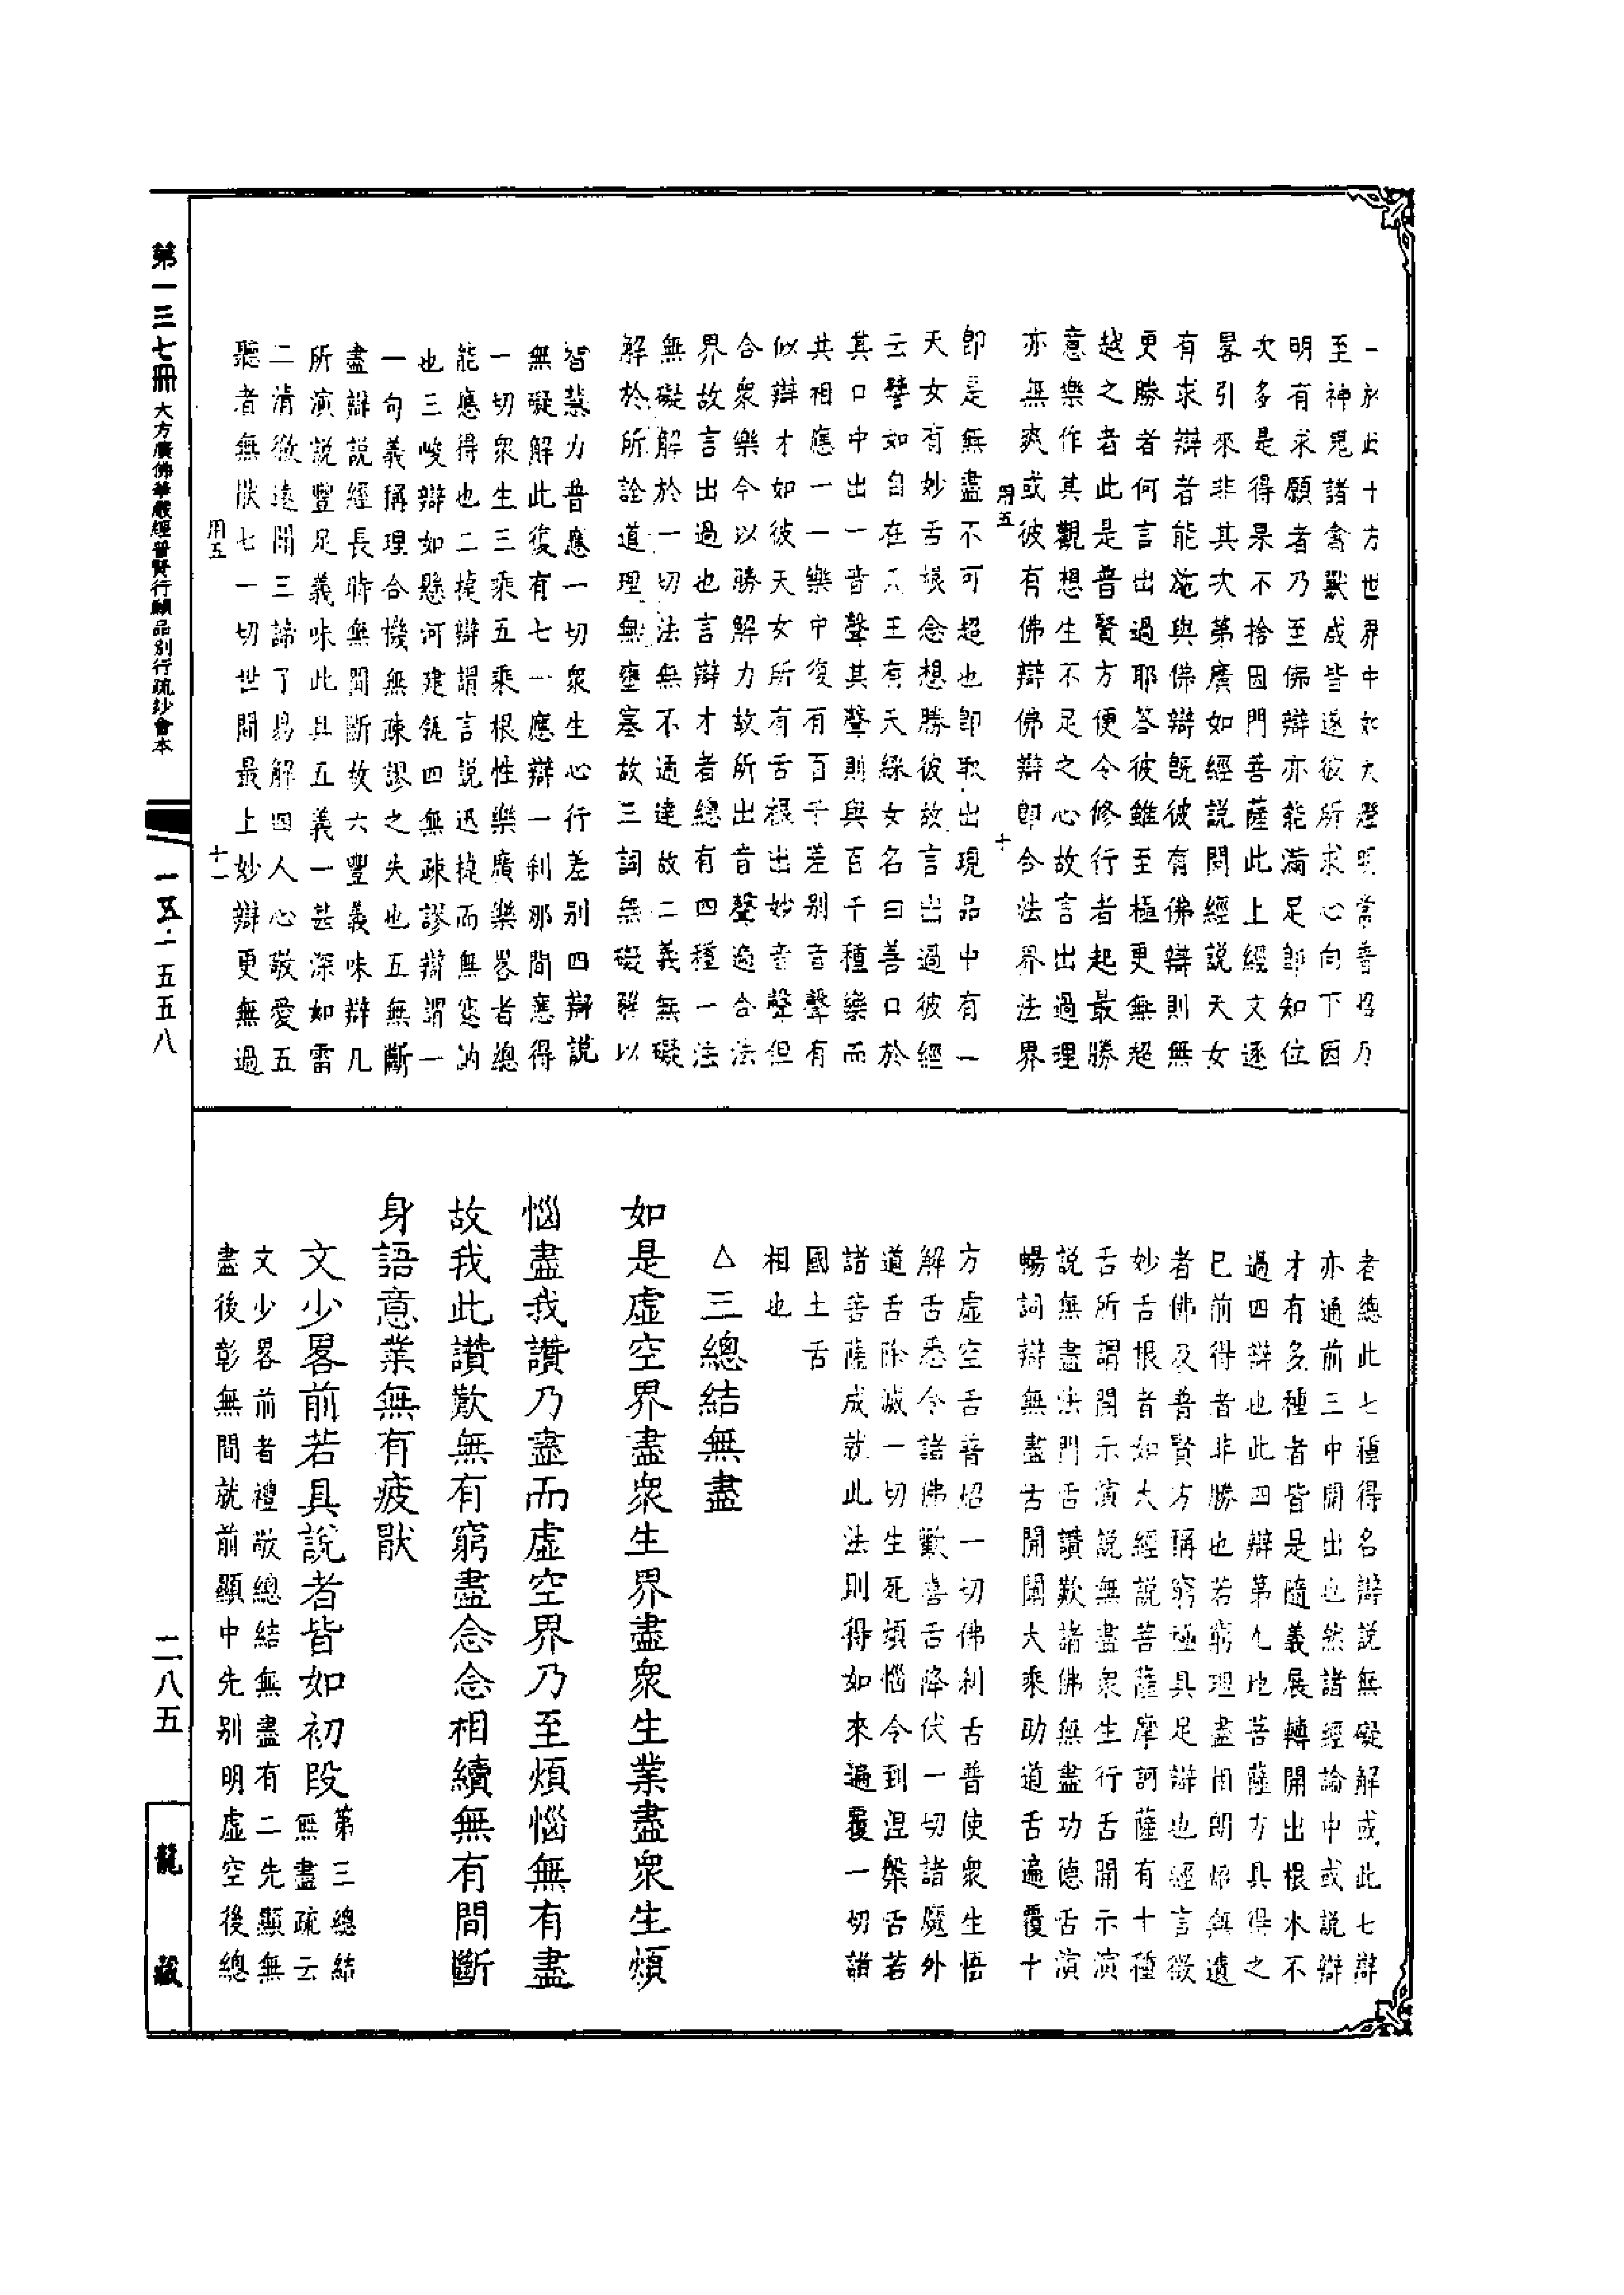 一於此十方世界中如大燈明常普照乃
至神鬼諸禽獸咸皆遂彼所求心向下因
明有求願者乃至佛辯亦能滿足即知位
次多是得果不捨因門菩薩此上經文逐
畧引來非其次第廣如經說問經說天女
有求辯者能施與佛辯旣彼有佛辯則無
更勝者何言出過耶答彼雖至極更無超
越之者此是普賢方便令修行者起最勝
意樂作其觀想生不足之心故言出過理
亦無爽或彼有佛辯佛辯即合法界法界
用五
十
即是無盡不可超也即取出現品中有一
天女有妙舌根念想勝彼故言出過彼經
云譬如自在天王有天綵女名曰善口於
其口中出一音聲其聲則與百千種樂而
共相應一一樂中復有百千差別音聲有
似辯才如彼天女所有舌根出妙音聲但
合衆樂今以勝解力故所出音聲遍合法
界故言出過也言辯才者總有四種一法
無礙解於一切法無不通達故二義無礙
解於所詮道理無壅塞故三詞無礙解以
智慧力普應一切衆生心行差別四辯說
無礙解此復有七一應辯一剎那間應得
一切衆生三乘五乘根性樂廣樂畧者總
能應得也二捷辯謂言說迅捷而無蹇訥
也三峻辯如懸河建瓴四無疎謬辯謂一
一句義稱理合機無疎謬之失也五無斷
盡辯說經長時無間斷故六豐義味辯凡
所演說豐足義味此具五義一甚深如雷
二清徹遠聞三諦了易解四人心敬愛五
聽者無猒七一切世間最上妙辯更無過
用五
十一
者總此七種得名辯說無礙解或此七辯
亦通前三中開出也然諸經論中或說辯
才有多種者皆是隨義展轉開出根本不
過四辯也此四辯第九地菩薩方具得之
已前得者非勝也若窮理盡相朗照無遺
者佛及普賢方稱窮極具足辯也經言微
妙舌根者如大經說菩薩摩訶薩有十種
舌所謂開示演說無盡衆生行舌開示演
說無盡法門舌讚歎諸佛無盡功德舌演
暢詞辯無盡舌開闡大乘助道舌遍覆十
方虛空舌普照一切佛剎舌普使衆生悟
解舌悉令諸佛歡喜舌降伏一切諸魔外
道舌除滅一切生死煩惱令到涅槃舌若
諸菩薩成就此法則得如來遍覆一切諸
國土舌
相也
△三總結無盡
如是虛空界盡衆生界盡衆生業盡衆生煩
惱盡我讚乃盡而虛空界乃至煩惱無有盡
故我此讚歎無有窮盡念念相續無有間斷
身語意業無有疲猒
文少畧前若具說者皆如初段第三總結
無盡疏云
文少畧前者禮敬總結無盡有二先顯無
盡後彰無間就前顯中先別明虛空後總
第一三七冊 大方廣佛華嚴經普賢行願品別行疏鈔會本
一五·一五五八
二八五
龍藏